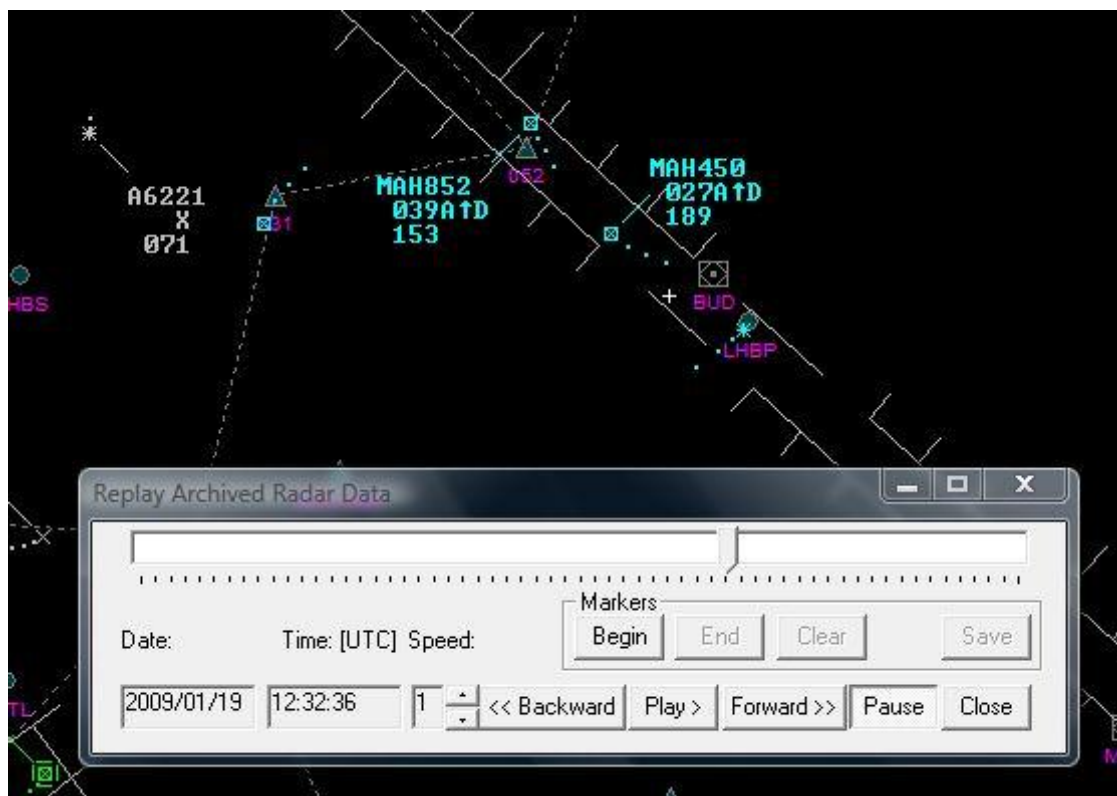 MAH450
027A↑D
189
052
MAH852
039A↑D
153
A6221
X
071
BUD
HBS
LHBP
Replay Archived Radar Data
Markers
Begin End Clear Save
Date: Time: [UTC] Speed:
2009/01/19 12:32:36 1 << Backward Play > Forward >> Pause Close
TL
M